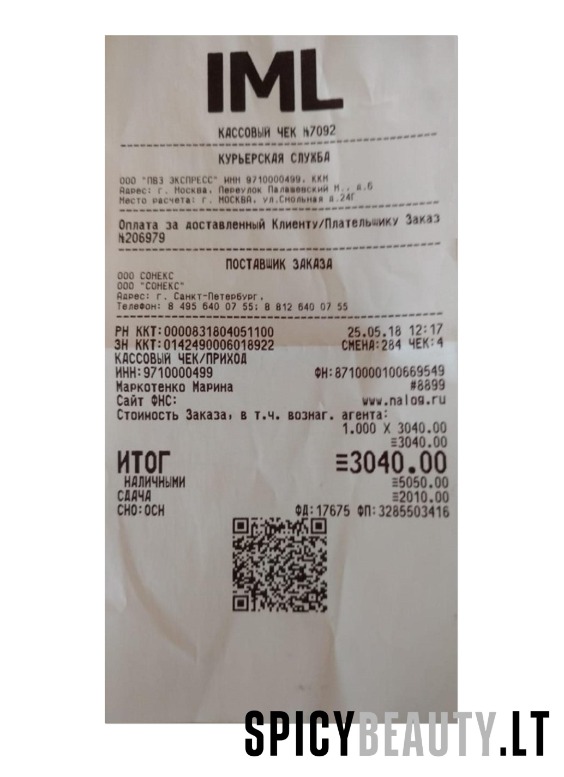 IML
КАССОВЫЙ ЧЕК №7092
КУРЬЕРСКАЯ СЛУЖБА
ООО "ПВЗ ЭКСПРЕСС" ИНН 9710000499, ККМ
Адрес: г. Москва, Переулок Палашевский М., д.6
Место расчета: г. МОСКВА, ул.Смольная д.24Г
Оплата за доставленный Клиенту/Плательщику Заказ
№206979
ПОСТАВЩИК ЗАКАЗА
ООО СОНЕКС
ООО "СОНЕКС"
Адрес: г. Санкт-Петербург,
Телефон: 8 495 640 07 55; 8 812 640 07 55
РН ККТ:0000831804051100 25.05.18 12:17
ЗН ККТ:0142490006018922 СМЕНА:284 ЧЕК:4
КАССОВЫЙ ЧЕК/ПРИХОД
ИНН:9710000499 ФН:8710000100669549
Маркотенко Марина #8899
Сайт ФНС: www.nalog.ru
Стоимость Заказа, в т.ч. вознаг. агента:
1.000 X 3040.00
≡3040.00
ИТОГ ≡3040.00
НАЛИЧНЫМИ ≡5050.00
СДАЧА ≡2010.00
СНО:ОСН ФД:17675 ФП:3285503416
SPICYBEAUTY.LT